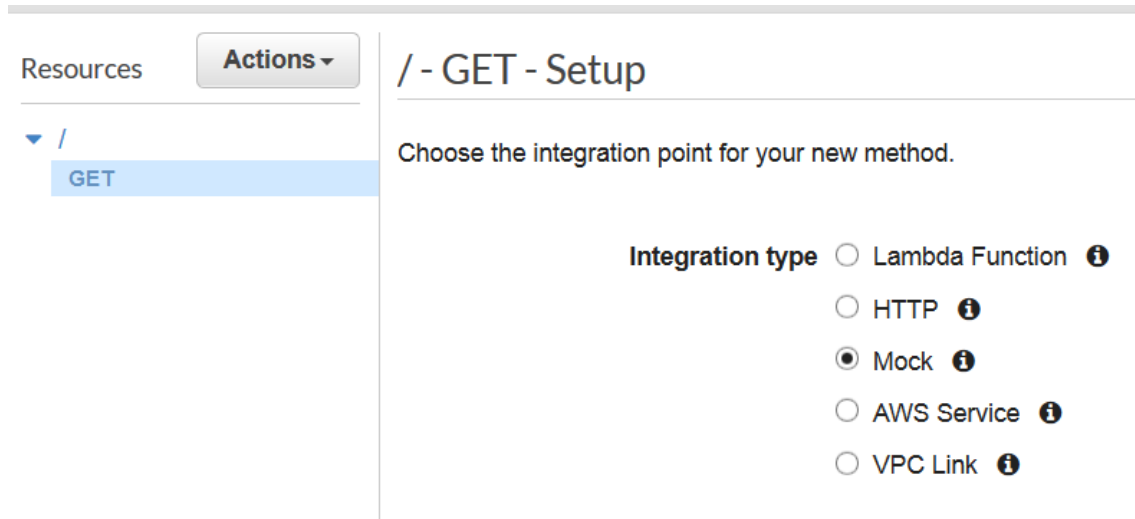 Resources
Actions
/
GET
/ - GET - Setup
Choose the integration point for your new method.
Integration type
Lambda Function
HTTP
Mock
AWS Service
VPC Link